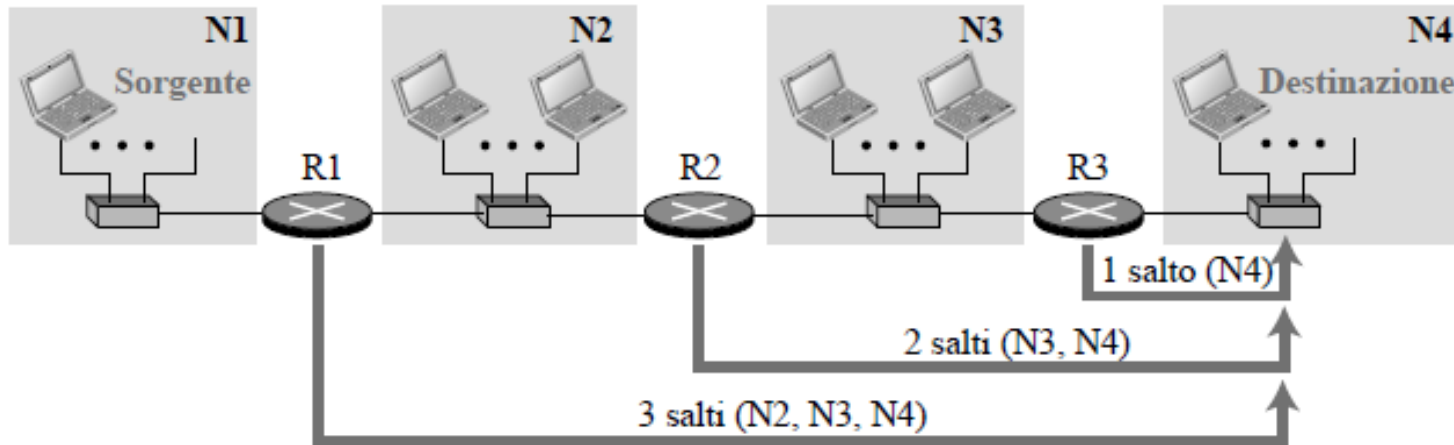 N1
Sorgente
N2
N3
N4
Destinazione
R1
R2
R3
1 salto (N4)
2 salti (N3, N4)
3 salti (N2, N3, N4)